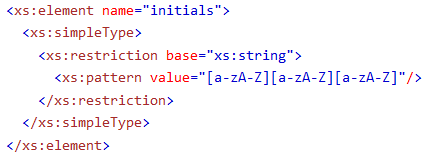 <xs:element name="initials">
  <xs:simpleType>
    <xs:restriction base="xs:string">
      <xs:pattern value="[a-zA-Z][a-zA-Z][a-zA-Z]"/>
    </xs:restriction>
  </xs:simpleType>
</xs:element>